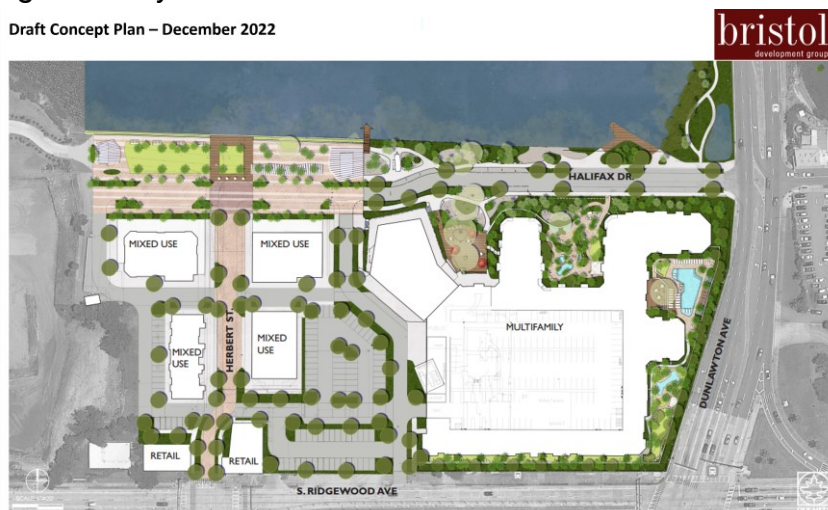 Draft Concept Plan – December 2022
bristol
development group
HALIFAX DR.
MIXED USE
MIXED USE
HERBERT ST.
MIXED
USE
MIXED
USE
MULTIFAMILY
DUNLAWTON AVE
RETAIL
RETAIL
S. RIDGEWOOD AVE